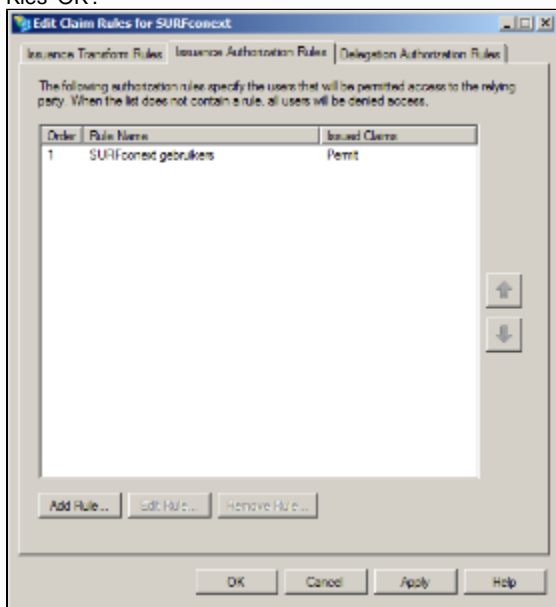 Kies 'OK'.
Edit Claim Rules for SURFconext
Issuance Transform Rules Issuance Authorization Rules Delegation Authorization Rules
The following authorization rules specify the users that will be permitted access to the relying
party. When the list does not contain a rule, all users will be denied access.
Order Rule Name Issued Claims
1 SURFconext gebruikers Permit
Add Rule... Edit Rule... Remove Rule...
OK Cancel Apply Help